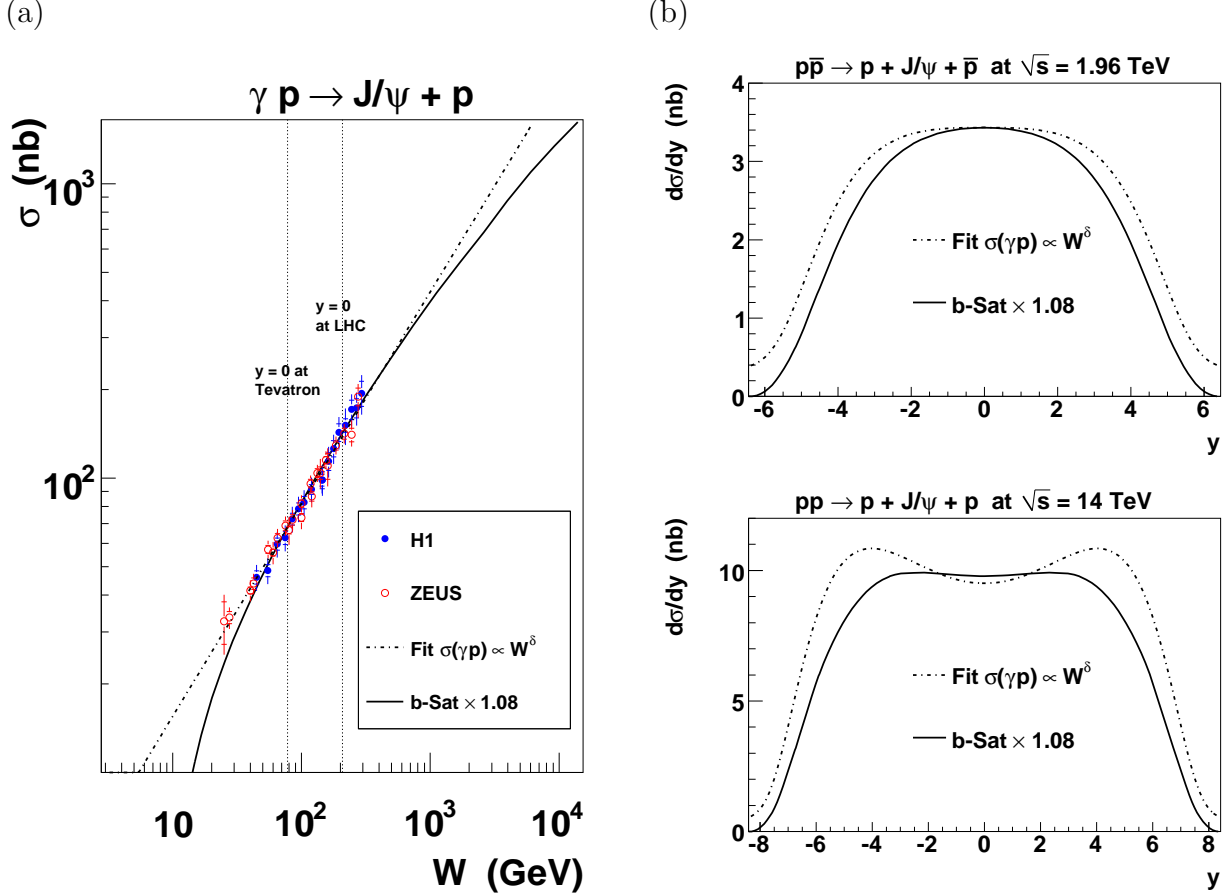 (a)
γ p → J/ψ + p
σ (nb)
10³
10²
y = 0
at LHC
y = 0 at
Tevatron
H1
ZEUS
Fit σ(γp) ∝ W^δ
b-Sat × 1.08
10 10² 10³ 10⁴
W (GeV)
(b)
pp̅ → p + J/ψ + p̅ at √s = 1.96 TeV
dσ/dy (nb)
4
3
2
1
0
Fit σ(γp) ∝ W^δ
b-Sat × 1.08
-6 -4 -2 0 2 4 6
y
pp → p + J/ψ + p at √s = 14 TeV
dσ/dy (nb)
10
5
0
Fit σ(γp) ∝ W^δ
b-Sat × 1.08
-8 -6 -4 -2 0 2 4 6 8
y